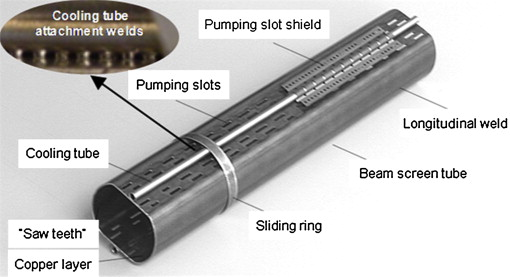 Cooling tube
attachment welds
Pumping slot shield
Pumping slots
Longitudinal weld
Cooling tube
Beam screen tube
Sliding ring
"Saw teeth"
Copper layer